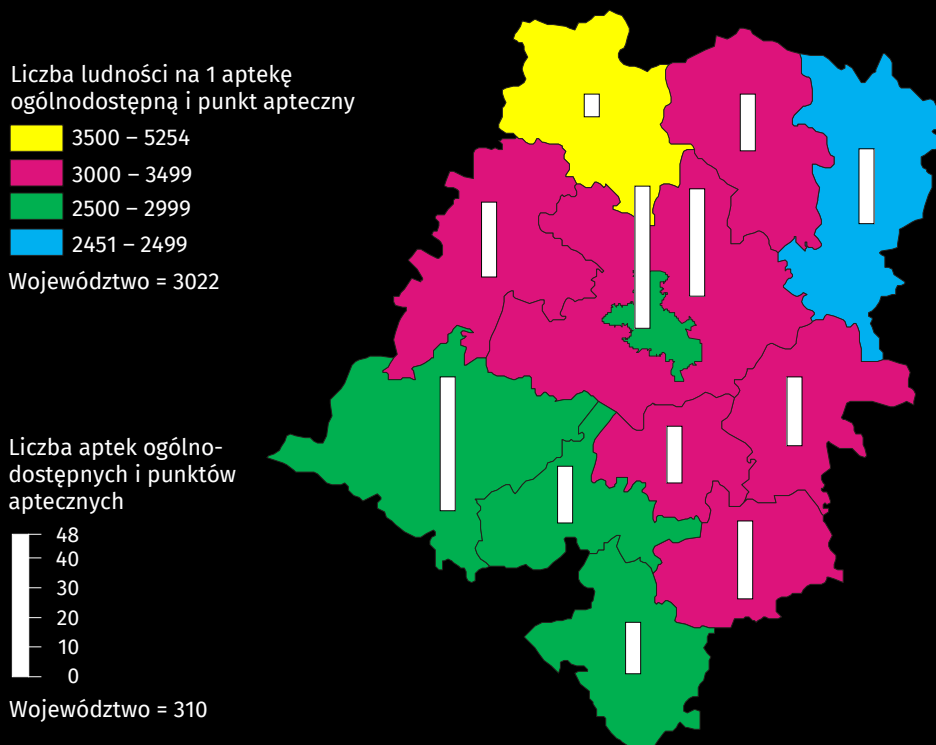 Liczba ludności na 1 aptekę
ogólnodostępną i punkt apteczny
3500 – 5254
3000 – 3499
2500 – 2999
2451 – 2499
Województwo = 3022
Liczba aptek ogólno-
dostępnych i punktów
aptecznych
48
40
30
20
10
0
Województwo = 310